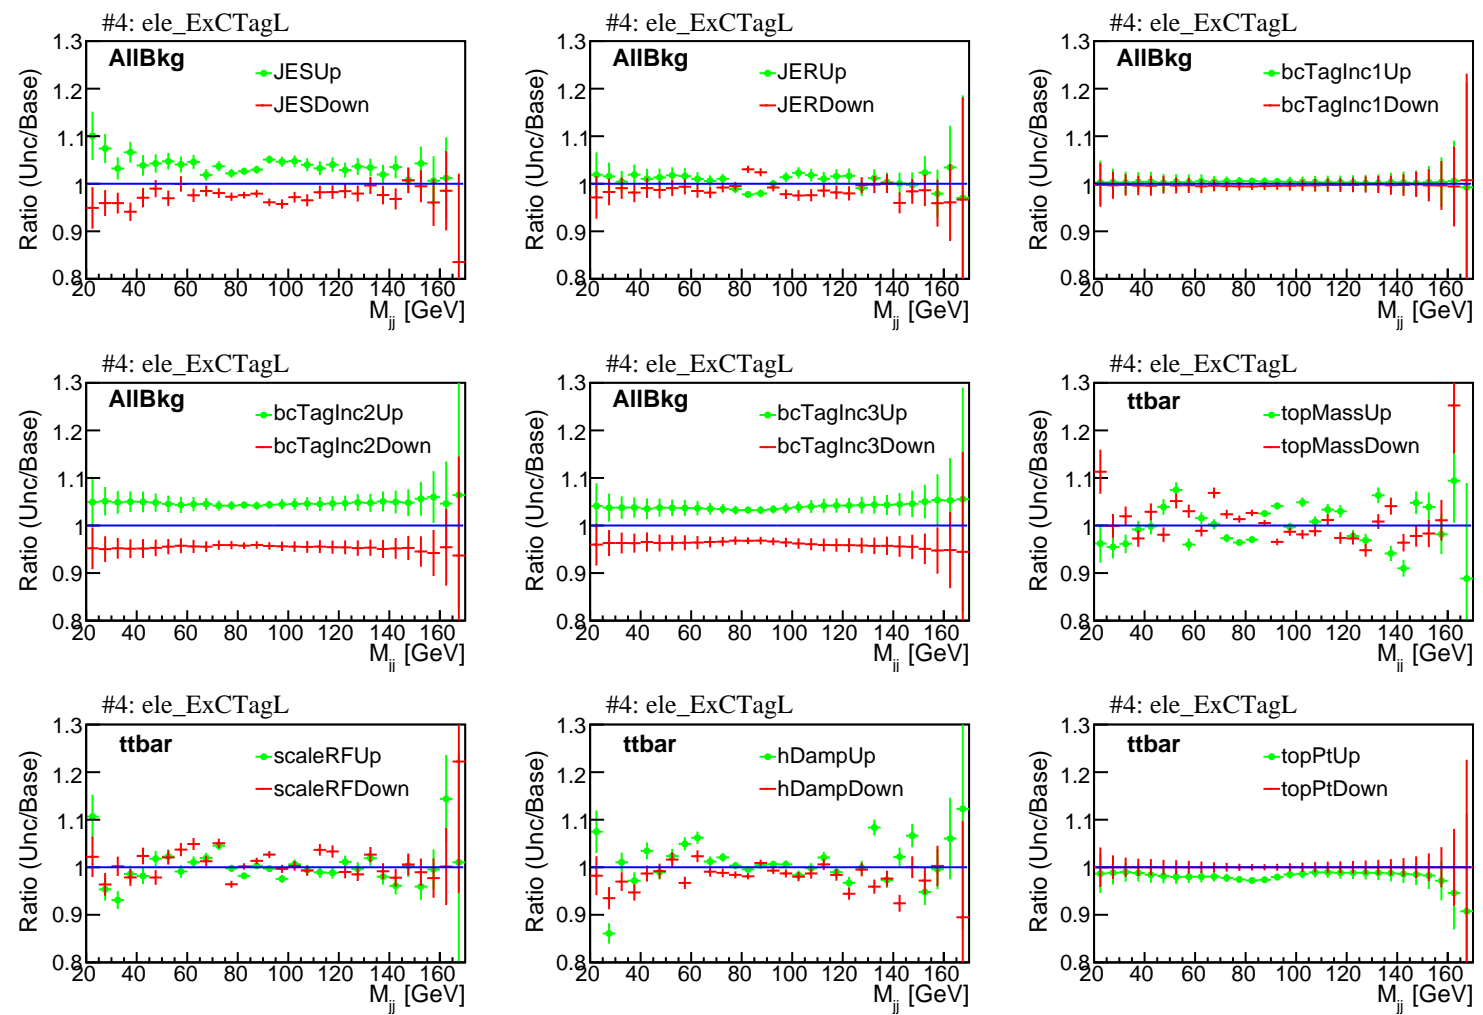 #4: ele_ExCTagL
AllBkg
JESUp
JESDown
Ratio (Unc/Base)
1.3
1.2
1.1
1
0.9
0.8
20 40 60 80 100 120 140 160
M_jj [GeV]
#4: ele_ExCTagL
AllBkg
JERUp
JERDown
Ratio (Unc/Base)
1.3
1.2
1.1
1
0.9
0.8
20 40 60 80 100 120 140 160
M_jj [GeV]
#4: ele_ExCTagL
AllBkg
bcTagInc1Up
bcTagInc1Down
Ratio (Unc/Base)
1.3
1.2
1.1
1
0.9
0.8
20 40 60 80 100 120 140 160
M_jj [GeV]
#4: ele_ExCTagL
AllBkg
bcTagInc2Up
bcTagInc2Down
Ratio (Unc/Base)
1.3
1.2
1.1
1
0.9
0.8
20 40 60 80 100 120 140 160
M_jj [GeV]
#4: ele_ExCTagL
AllBkg
bcTagInc3Up
bcTagInc3Down
Ratio (Unc/Base)
1.3
1.2
1.1
1
0.9
0.8
20 40 60 80 100 120 140 160
M_jj [GeV]
#4: ele_ExCTagL
ttbar
topMassUp
topMassDown
Ratio (Unc/Base)
1.3
1.2
1.1
1
0.9
0.8
20 40 60 80 100 120 140 160
M_jj [GeV]
#4: ele_ExCTagL
ttbar
scaleRFUp
scaleRFDown
Ratio (Unc/Base)
1.3
1.2
1.1
1
0.9
0.8
20 40 60 80 100 120 140 160
M_jj [GeV]
#4: ele_ExCTagL
ttbar
hDampUp
hDampDown
Ratio (Unc/Base)
1.3
1.2
1.1
1
0.9
0.8
20 40 60 80 100 120 140 160
M_jj [GeV]
#4: ele_ExCTagL
ttbar
topPtUp
topPtDown
Ratio (Unc/Base)
1.3
1.2
1.1
1
0.9
0.8
20 40 60 80 100 120 140 160
M_jj [GeV]